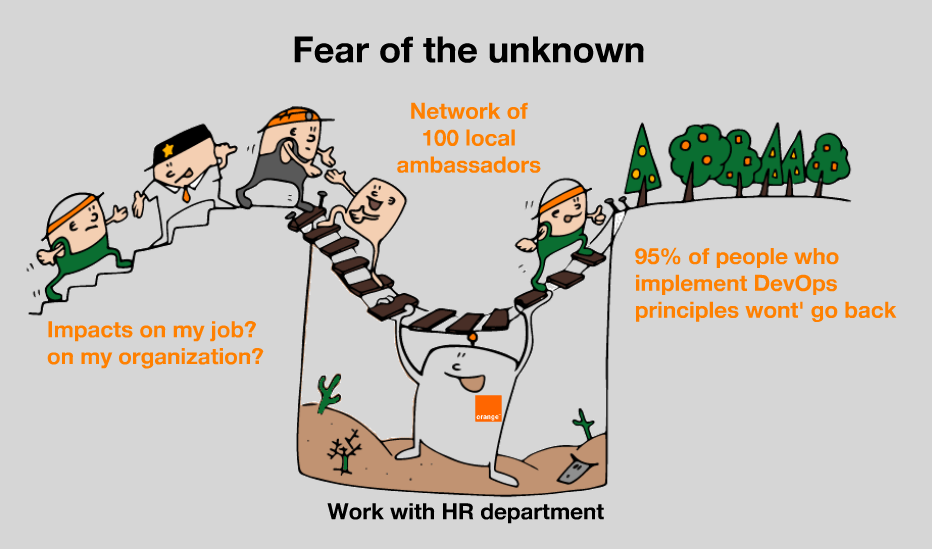 Fear of the unknown
Network of
100 local
ambassadors
95% of people who
implement DevOps
principles wont' go back
Impacts on my job?
on my organization?
orange
Work with HR department